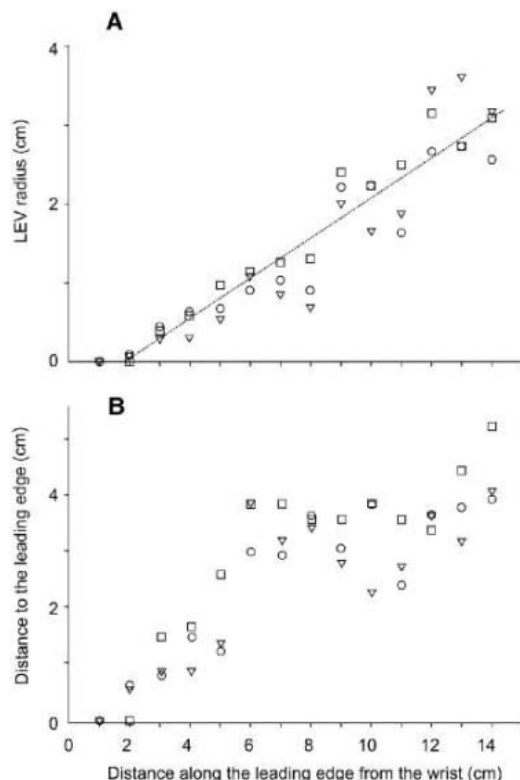 A
4
2
0
LEV radius (cm)
B
4
2
0
Distance to the leading edge (cm)
0 2 4 6 8 10 12 14
Distance along the leading edge from the wrist (cm)